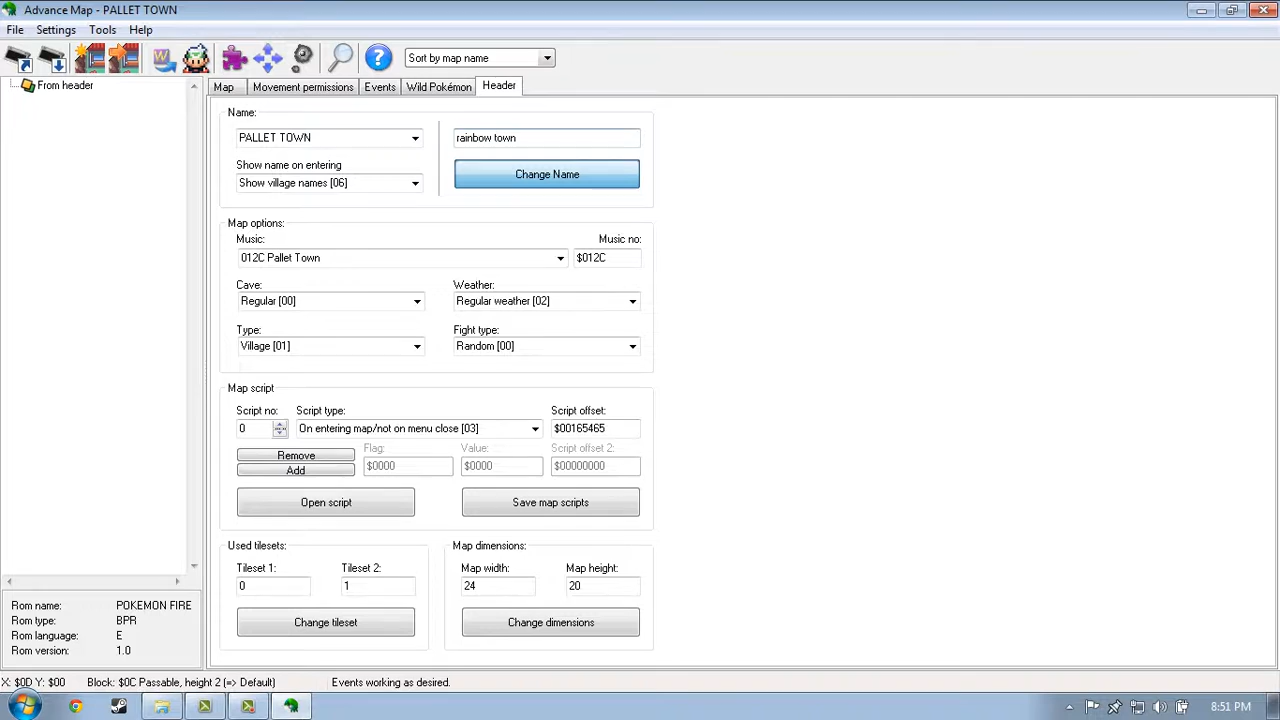 Advance Map - PALLET TOWN
File Settings Tools Help
Sort by map name
From header
Map Movement permissions Events Wild Pokémon Header
Name:
PALLET TOWN
rainbow town
Show name on entering
Show village names [06]
Change Name
Map options:
Music: Music no:
012C Pallet Town $012C
Cave: Weather:
Regular [00] Regular weather [02]
Type: Fight type:
Village [01] Random [00]
Map script
Script no: Script type: Script offset:
0 On entering map/not on menu close [03] $00165465
Remove Flag: Value: Script offset 2:
Add $0000 $0000 $00000000
Open script Save map scripts
Used tilesets: Map dimensions:
Tileset 1: Tileset 2: Map width: Map height:
0 1 24 20
Change tileset Change dimensions
Rom name: POKEMON FIRE
Rom type: BPR
Rom language: E
Rom version: 1.0
X: $0D Y: $00 Block: $0C Passable, height 2 (=> Default) Events working as desired.
8:51 PM